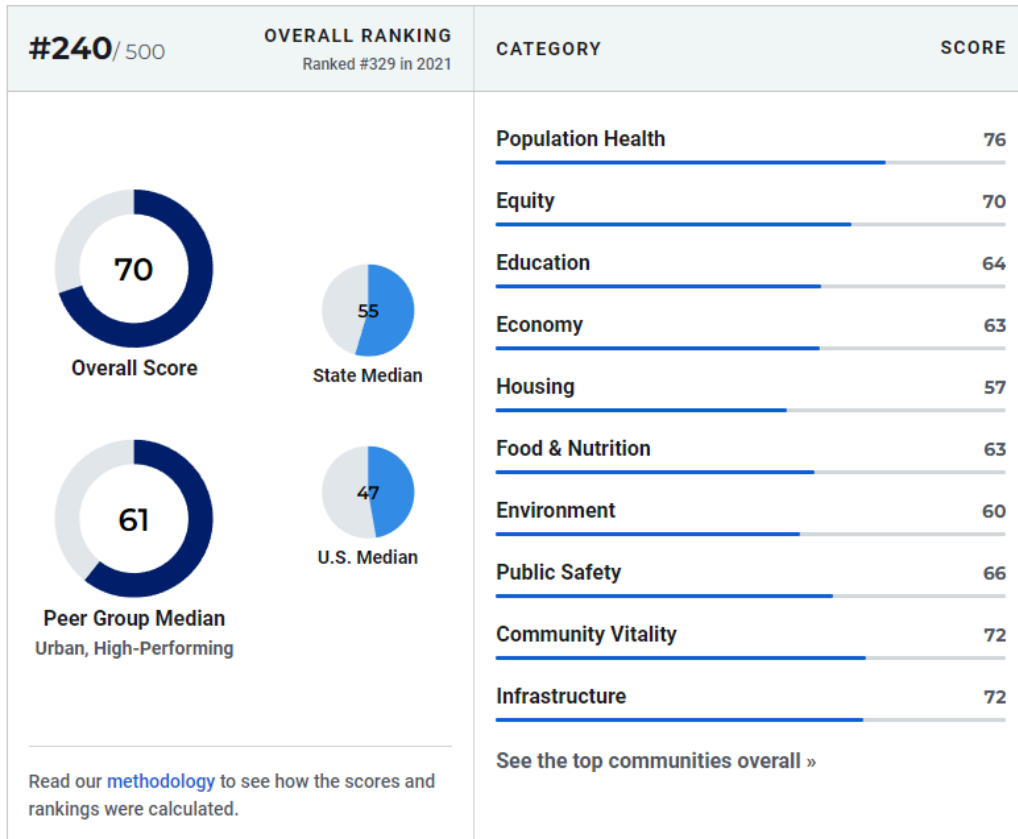 #240/ 500
OVERALL RANKING
Ranked #329 in 2021
70
Overall Score
55
State Median
61
Peer Group Median
Urban, High-Performing
47
U.S. Median
Read our methodology to see how the scores and
rankings were calculated.
CATEGORY SCORE
Population Health 76
Equity 70
Education 64
Economy 63
Housing 57
Food & Nutrition 63
Environment 60
Public Safety 66
Community Vitality 72
Infrastructure 72
See the top communities overall »